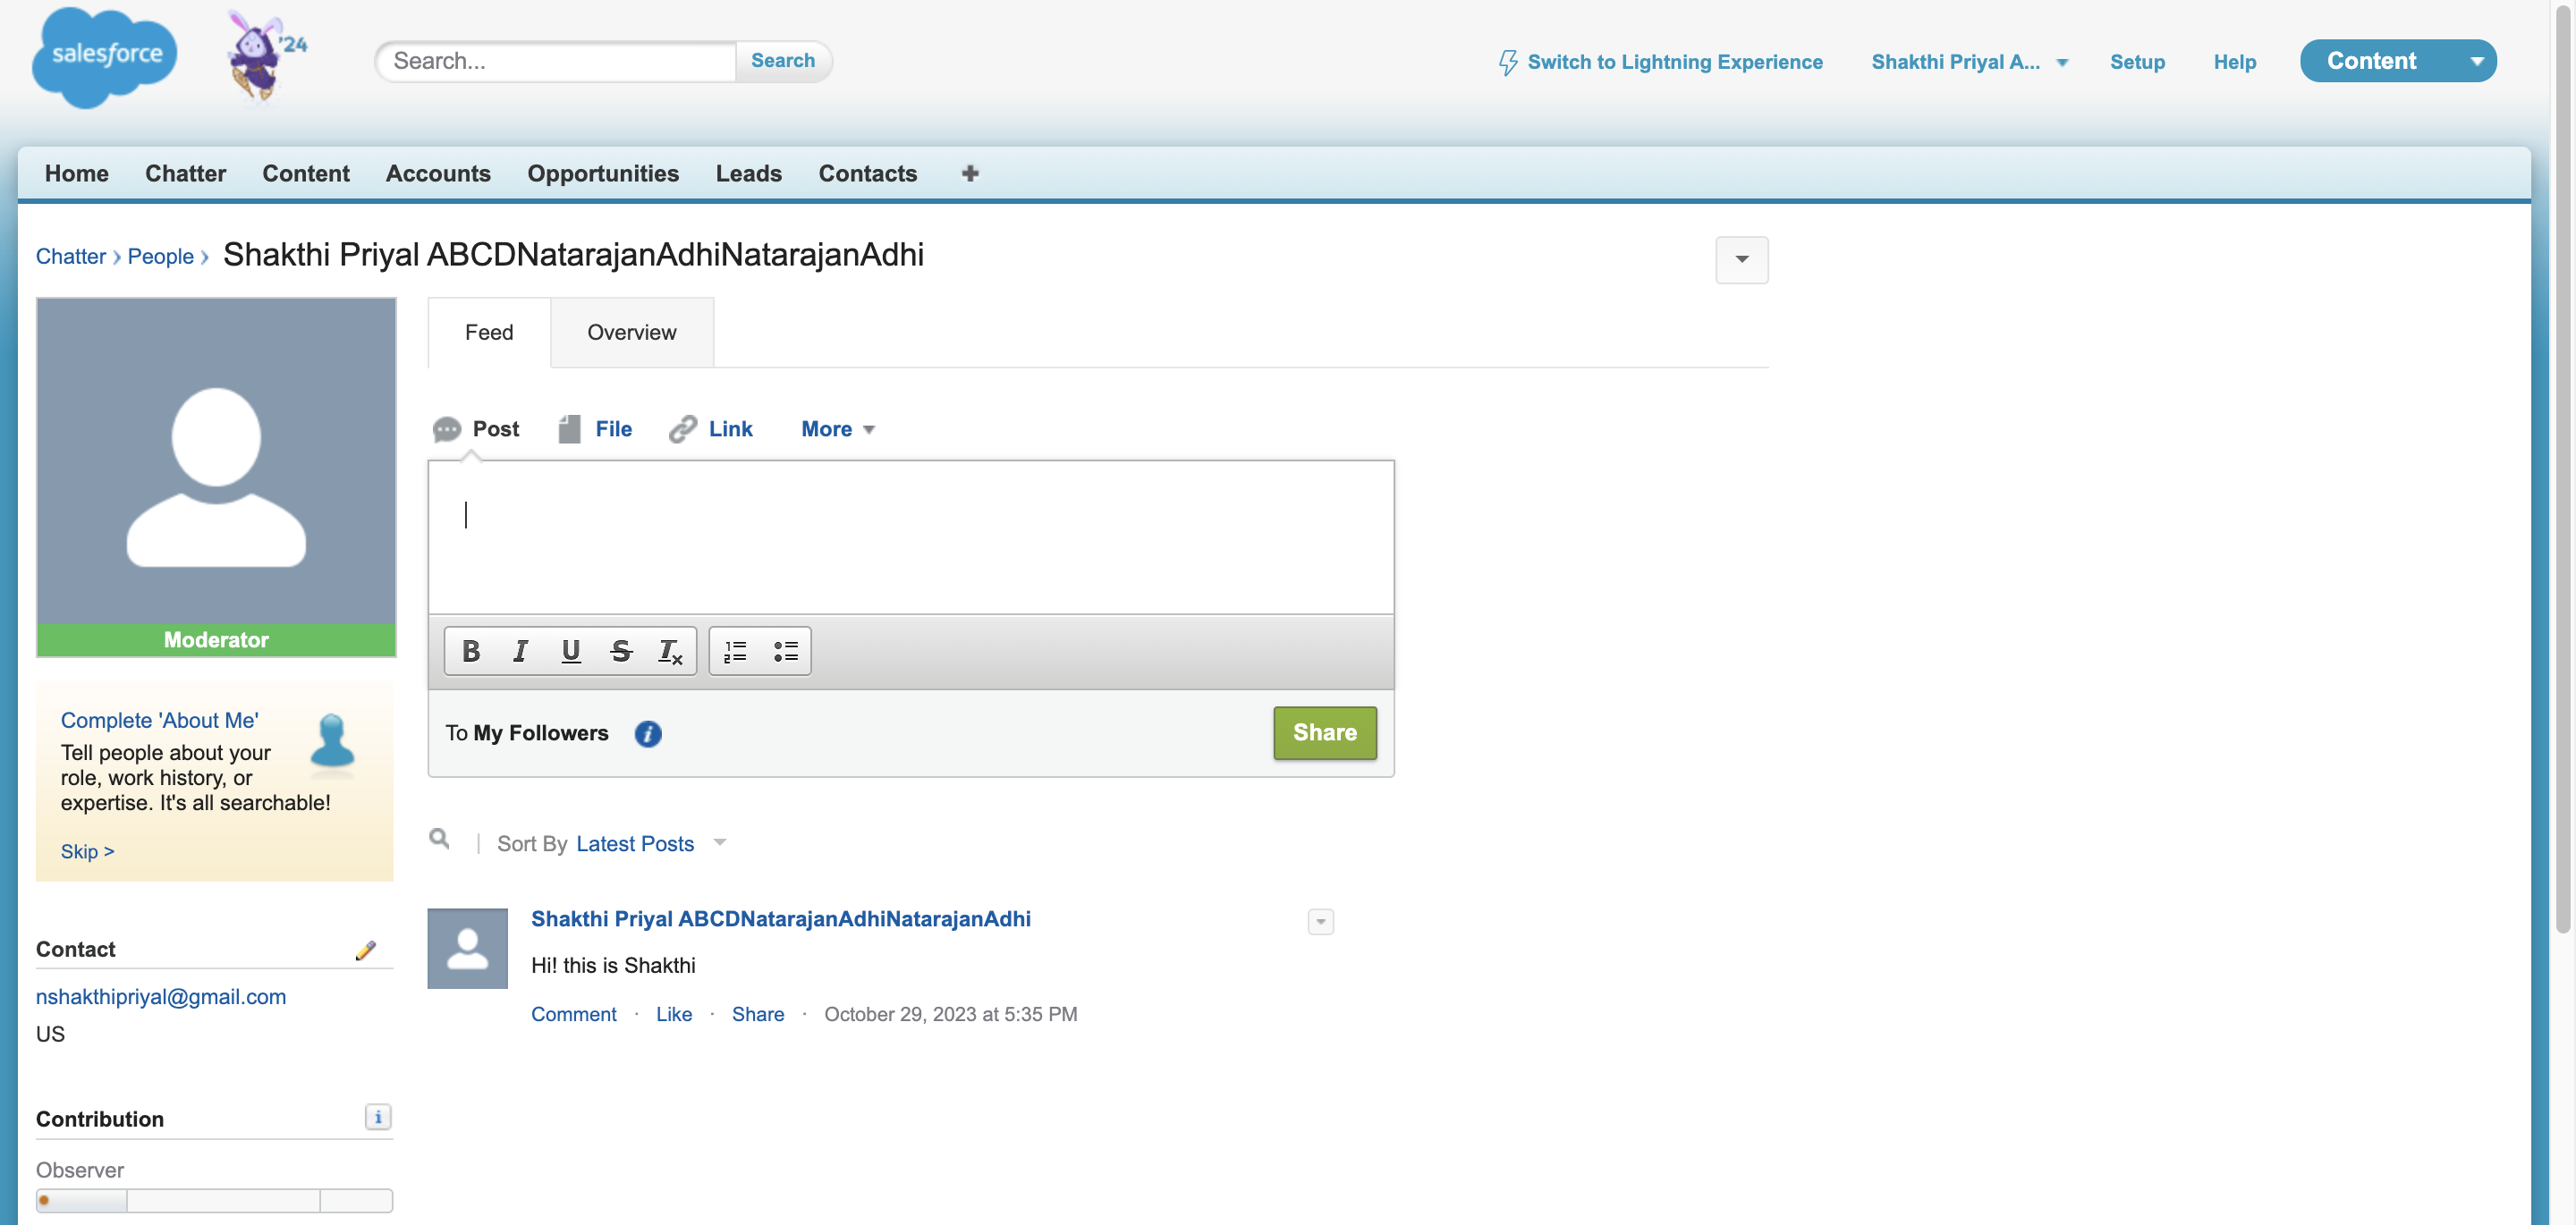 salesforce
'24
Search...
Search
Switch to Lightning Experience
Shakthi Priyal A...
Setup
Help
Content
Home
Chatter
Content
Accounts
Opportunities
Leads
Contacts
Chatter › People › Shakthi Priyal ABCDNatarajanAdhiNatarajanAdhi
Moderator
Complete 'About Me'
Tell people about your
role, work history, or
expertise. It's all searchable!
Skip >
Contact
nshakthipriyal@gmail.com
US
Contribution
Observer
Feed
Overview
Post
File
Link
More
B I U S Tx
To My Followers
Share
Sort By Latest Posts
Shakthi Priyal ABCDNatarajanAdhiNatarajanAdhi
Hi! this is Shakthi
Comment · Like · Share · October 29, 2023 at 5:35 PM